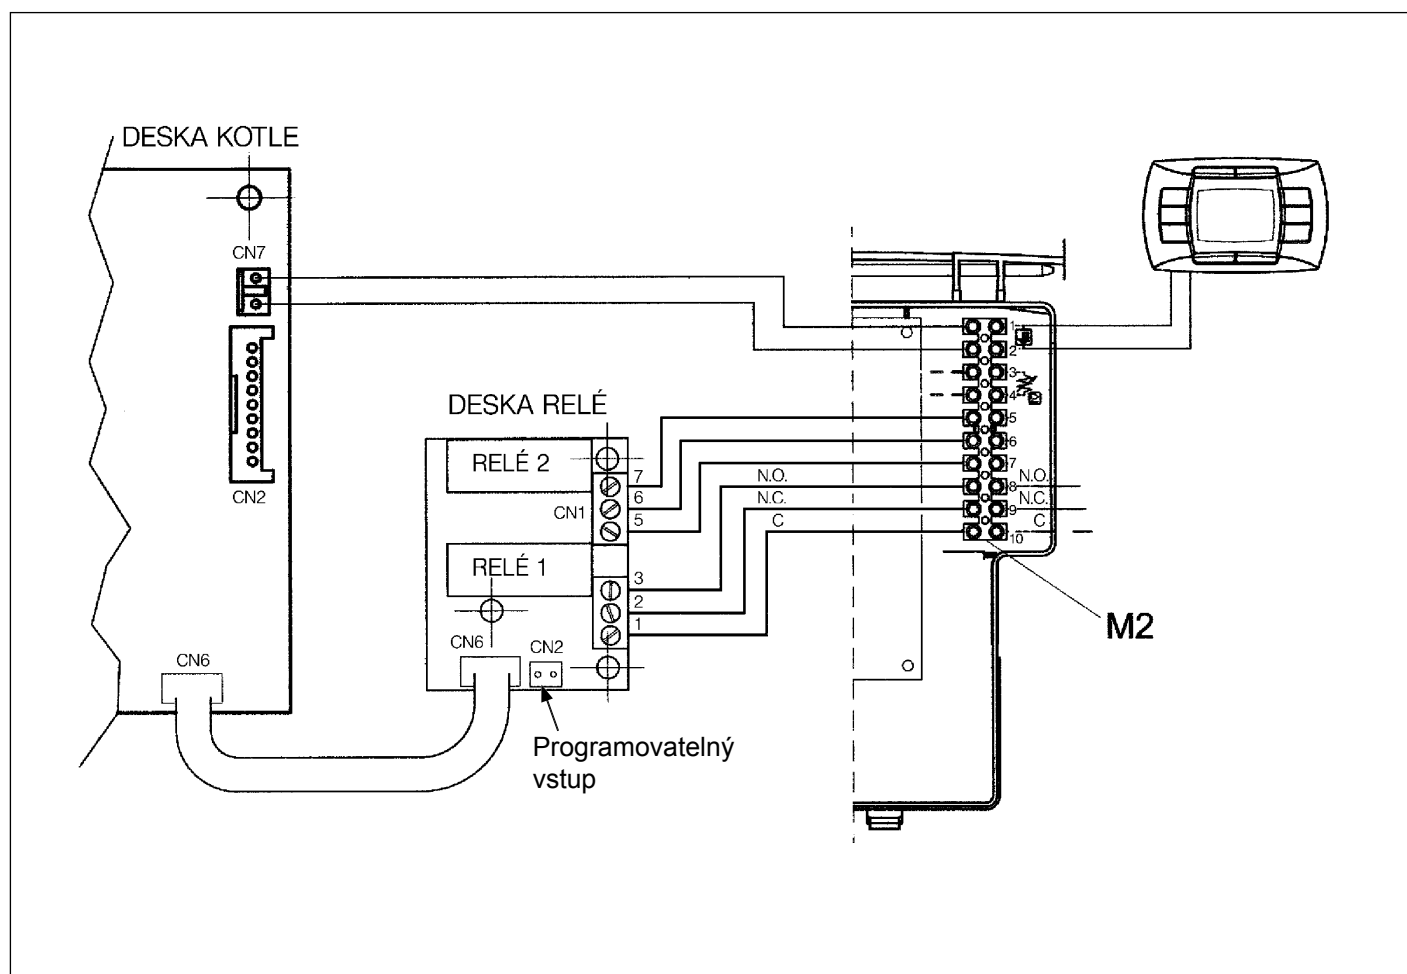 DESKA KOTLE
CN7
CN2
CN6
DESKA RELÉ
RELÉ 2
7
6
CN1
5
RELÉ 1
3
2
1
CN6
CN2
Programovatelný
vstup
N.O.
N.C.
C
1
2
3
4
5
6
7
8
9
10
N.O.
N.C.
C
M2